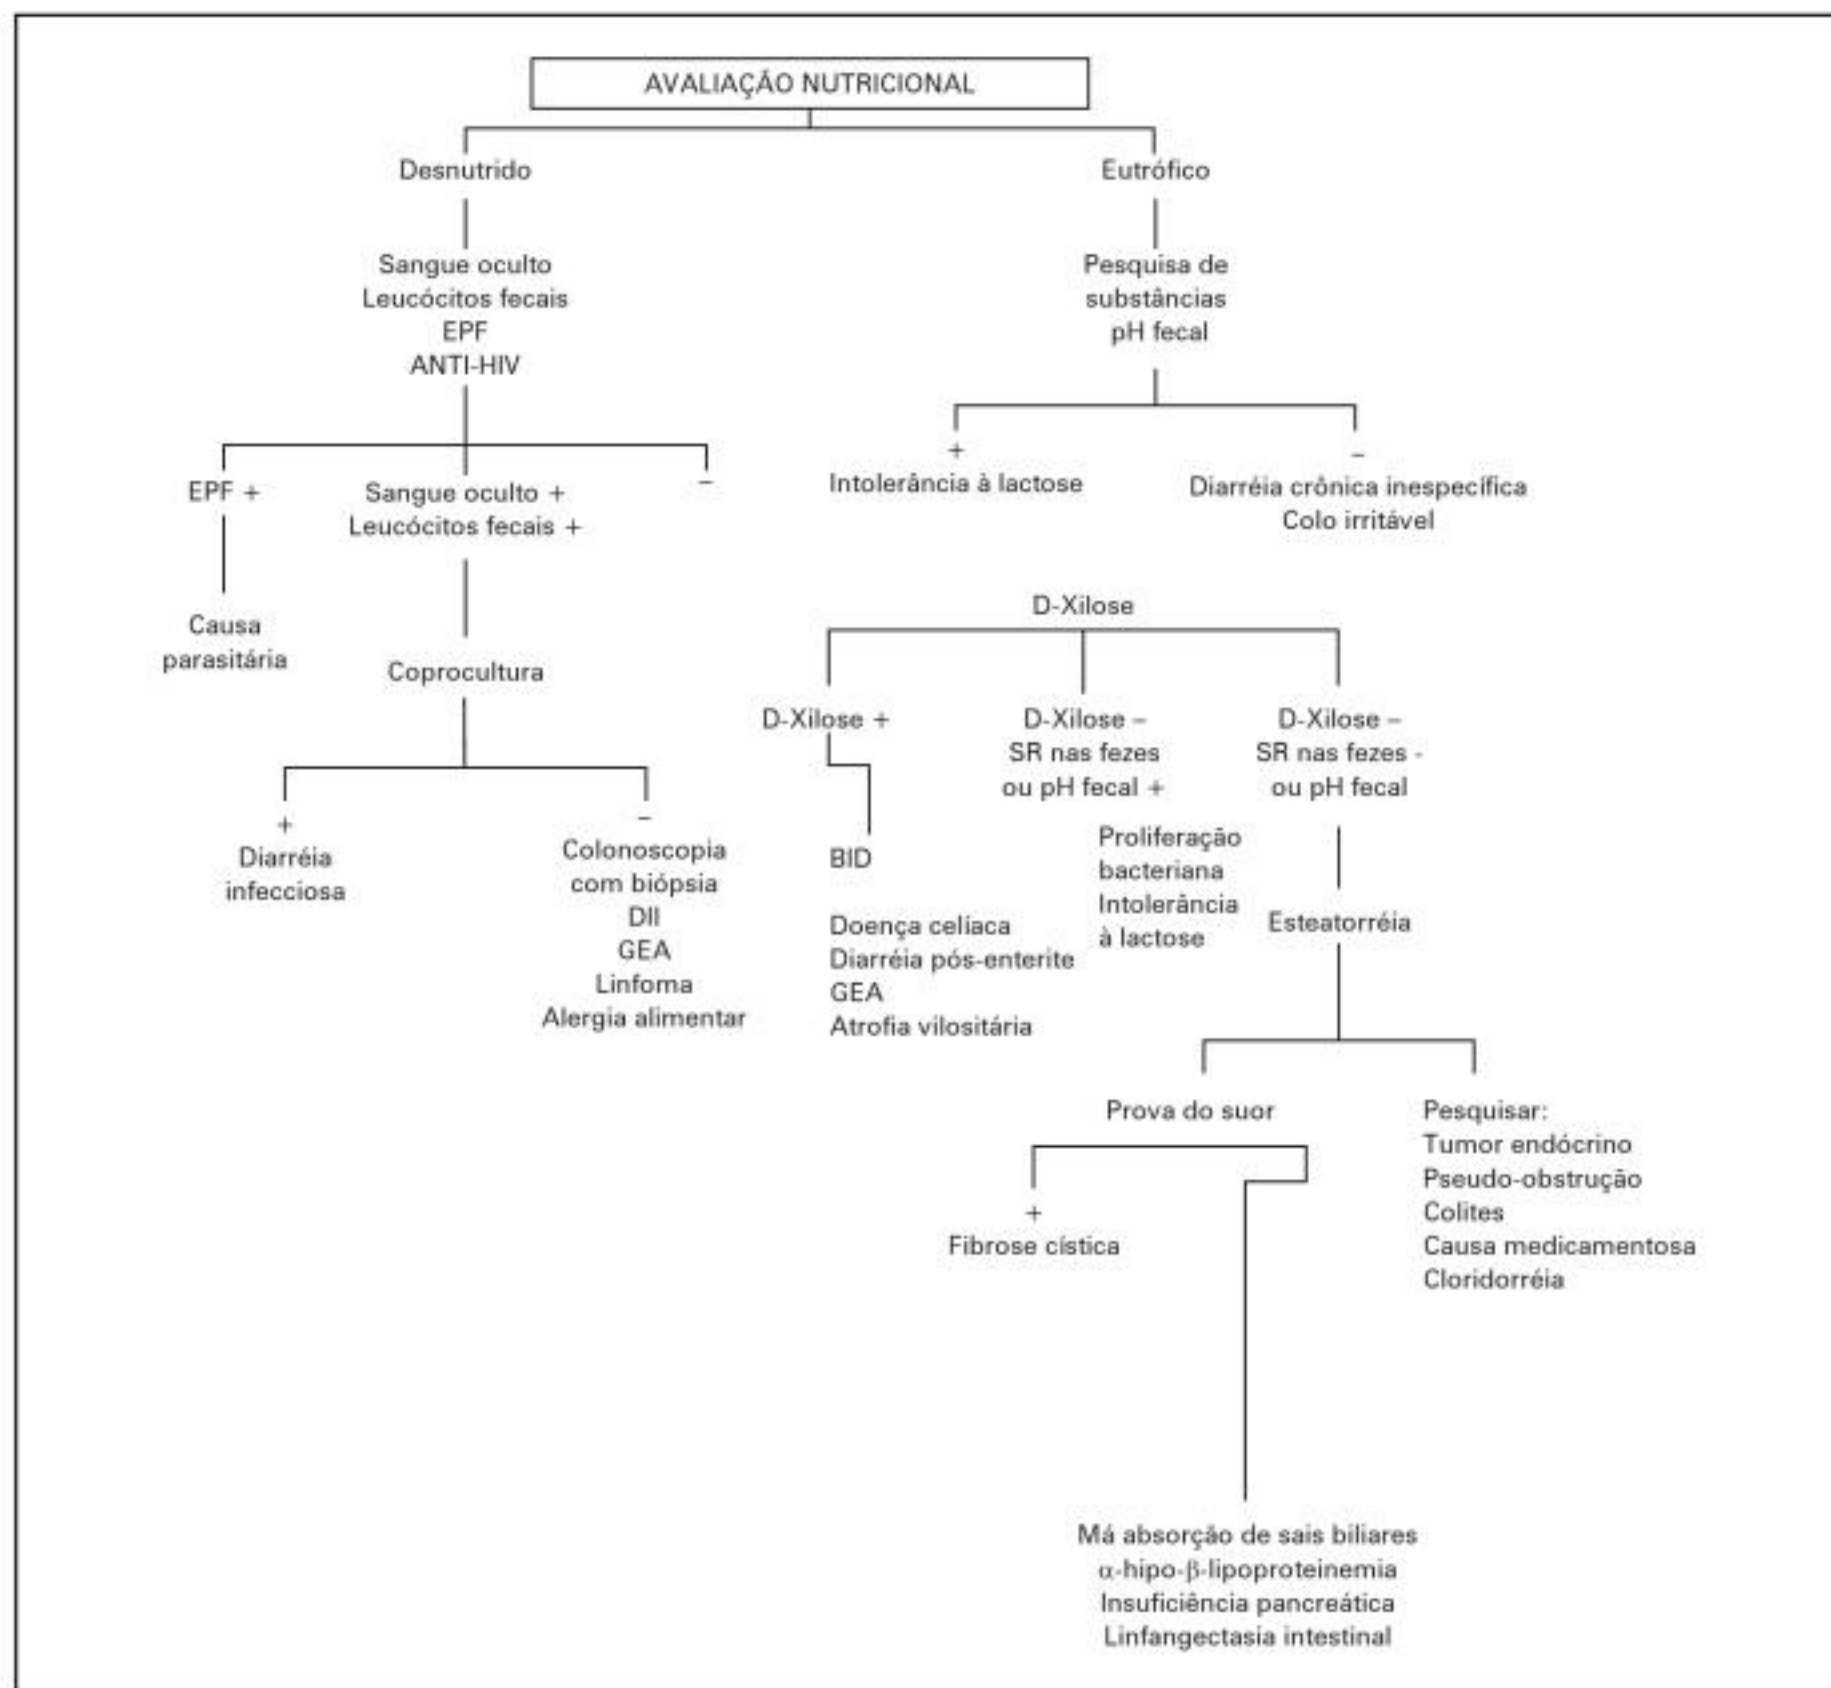 AVALIAÇÃO NUTRICIONAL
Desnutrido
Eutrófico
Sangue oculto
Leucócitos fecais
EPF
ANTI-HIV
Pesquisa de
substâncias
pH fecal
EPF +
Sangue oculto +
Leucócitos fecais +
–
+
Intolerância à lactose
–
Diarréia crônica inespecífica
Colo irritável
Causa
parasitária
Coprocultura
+
Diarréia
infecciosa
–
Colonoscopia
com biópsia
DII
GEA
Linfoma
Alergia alimentar
D-Xilose
D-Xilose +
BID
Doença celíaca
Diarréia pós-enterite
GEA
Atrofia vilositária
D-Xilose –
SR nas fezes
ou pH fecal +
Proliferação
bacteriana
Intolerância
à lactose
D-Xilose –
SR nas fezes -
ou pH fecal
Esteatorréia
Prova do suor
+
Fibrose cística
Pesquisar:
Tumor endócrino
Pseudo-obstrução
Colites
Causa medicamentosa
Cloridorréia
Má absorção de sais biliares
α-hipo-β-lipoproteinemia
Insuficiência pancreática
Linfangectasia intestinal